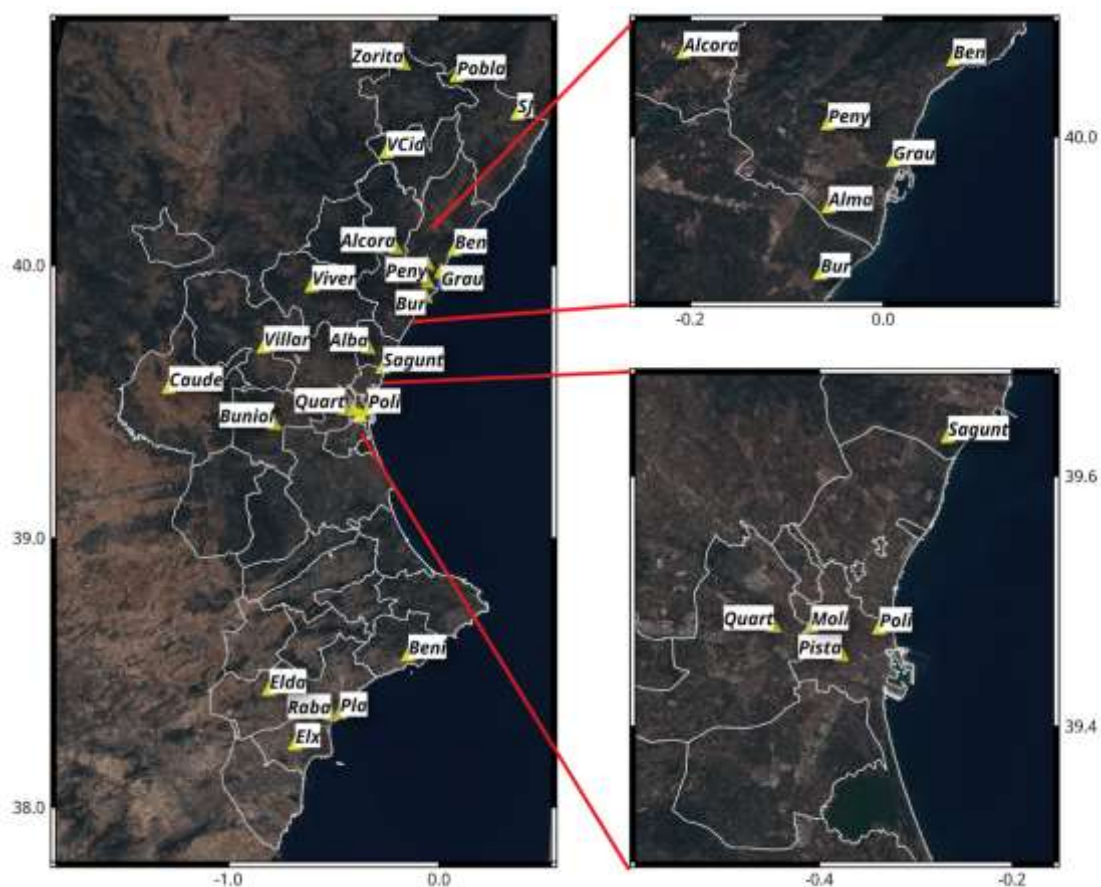 Zorita
Pobla
Sj
VCid
Alcora
Ben
Peny
Grau
Viver
Bur
Villar
Alba
Sagunt
Caude
Quart
Poli
Buniol
Beni
Elda
Raba
Pla
Elx
40.0
39.0
38.0
-1.0
0.0
Alcora
Ben
Peny
Grau
Alma
Bur
40.0
-0.2
0.0
Sagunt
Quart
Moli
Poli
Pista
39.6
39.4
-0.4
-0.2